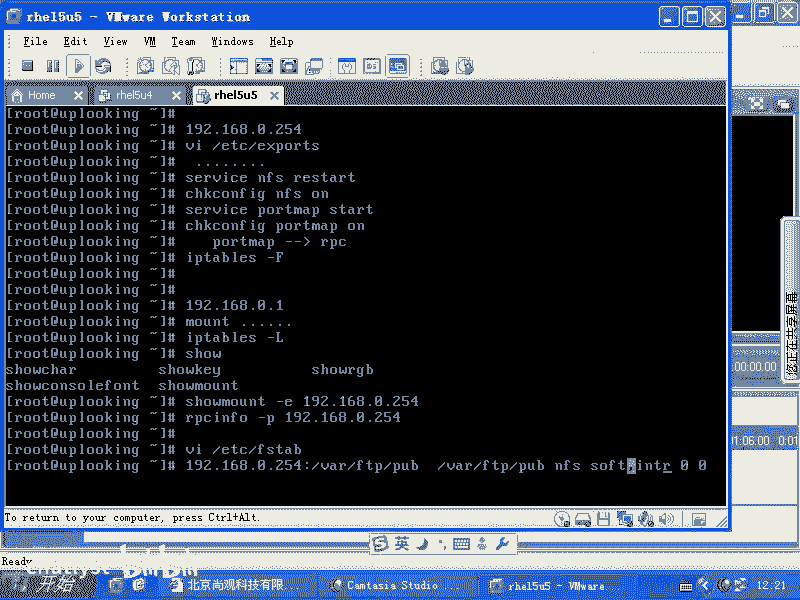 rhel5u5 - VMware Workstation
File Edit View VM Team Windows Help
Home rhel5u4 rhel5u5
[root@uplooking ~]#
[root@uplooking ~]# 192.168.0.254
[root@uplooking ~]# vi /etc/exports
[root@uplooking ~]#  ........
[root@uplooking ~]# service nfs restart
[root@uplooking ~]# chkconfig nfs on
[root@uplooking ~]# service portmap start
[root@uplooking ~]# chkconfig portmap on
[root@uplooking ~]#    portmap --> rpc
[root@uplooking ~]# iptables -F
[root@uplooking ~]#
[root@uplooking ~]#
[root@uplooking ~]# 192.168.0.1
[root@uplooking ~]# mount ......
[root@uplooking ~]# iptables -L
[root@uplooking ~]# show
showchar showkey showrgb
showconsolefont showmount
[root@uplooking ~]# showmount -e 192.168.0.254
[root@uplooking ~]# rpcinfo -p 192.168.0.254
[root@uplooking ~]#
[root@uplooking ~]# vi /etc/fstab
[root@uplooking ~]# 192.168.0.254:/var/ftp/pub  /var/ftp/pub nfs soft,intr 0 0
To return to your computer, press Ctrl+Alt.
您正在共享屏幕
:00:00.00
1:06:00 0:01
英
Ready
开始
北京尚观科技有限...
Camtasia Studio
rhel5u5 - VMware...
12:21